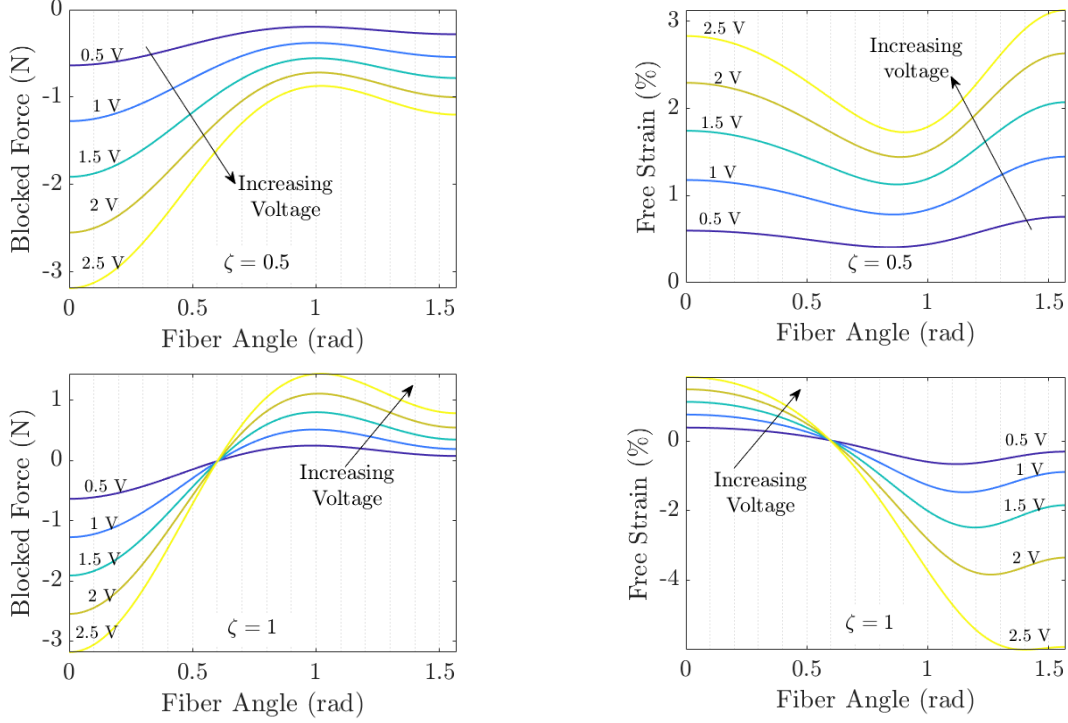 0
-1
-2
-3
Blocked Force (N)
0.5 V
1 V
1.5 V
2 V
2.5 V
Increasing
Voltage
ζ = 0.5
0 0.5 1 1.5
Fiber Angle (rad)
3
2
1
0
Free Strain (%)
2.5 V
2 V
1.5 V
1 V
0.5 V
Increasing
voltage
ζ = 0.5
0 0.5 1 1.5
Fiber Angle (rad)
1
0
-1
-2
-3
Blocked Force (N)
0.5 V
1 V
1.5 V
2 V
2.5 V
Increasing
Voltage
ζ = 1
0 0.5 1 1.5
Fiber Angle (rad)
0
-2
-4
Free Strain (%)
Increasing
Voltage
0.5 V
1 V
1.5 V
2 V
2.5 V
ζ = 1
0 0.5 1 1.5
Fiber Angle (rad)